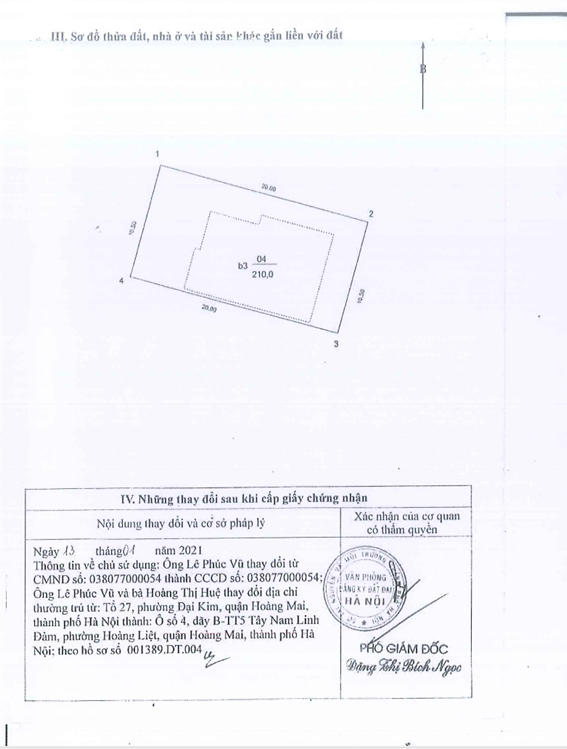 III. Sơ đồ thửa đất, nhà ở và tài sản khác gắn liền với đất
B
1
20.00
2
10,50
b3 04
210,0
4
10,50
20,00
3
IV. Những thay đổi sau khi cấp giấy chứng nhận
Nội dung thay đổi và cơ sở pháp lý
Xác nhận của cơ quan
có thẩm quyền
Ngày 13 tháng 01 năm 2021
Thông tin về chủ sử dụng: Ông Lê Phúc Vũ thay đổi từ
CMND số: 038077000054 thành CCCD số: 038077000054;
Ông Lê Phúc Vũ và bà Hoàng Thị Huệ thay đổi địa chỉ
thường trú từ: Tổ 27, phường Đại Kim, quận Hoàng Mai,
thành phố Hà Nội thành: Ô số 4, dãy B-TT5 Tây Nam Linh
Đàm, phường Hoàng Liệt, quận Hoàng Mai, thành phố Hà
Nội; theo hồ sơ số 001389.DT.004
VĂN PHÒNG
ĐĂNG KÝ ĐẤT ĐAI
HÀ NỘI
PHÓ GIÁM ĐỐC
Đặng Thị Bích Ngọc